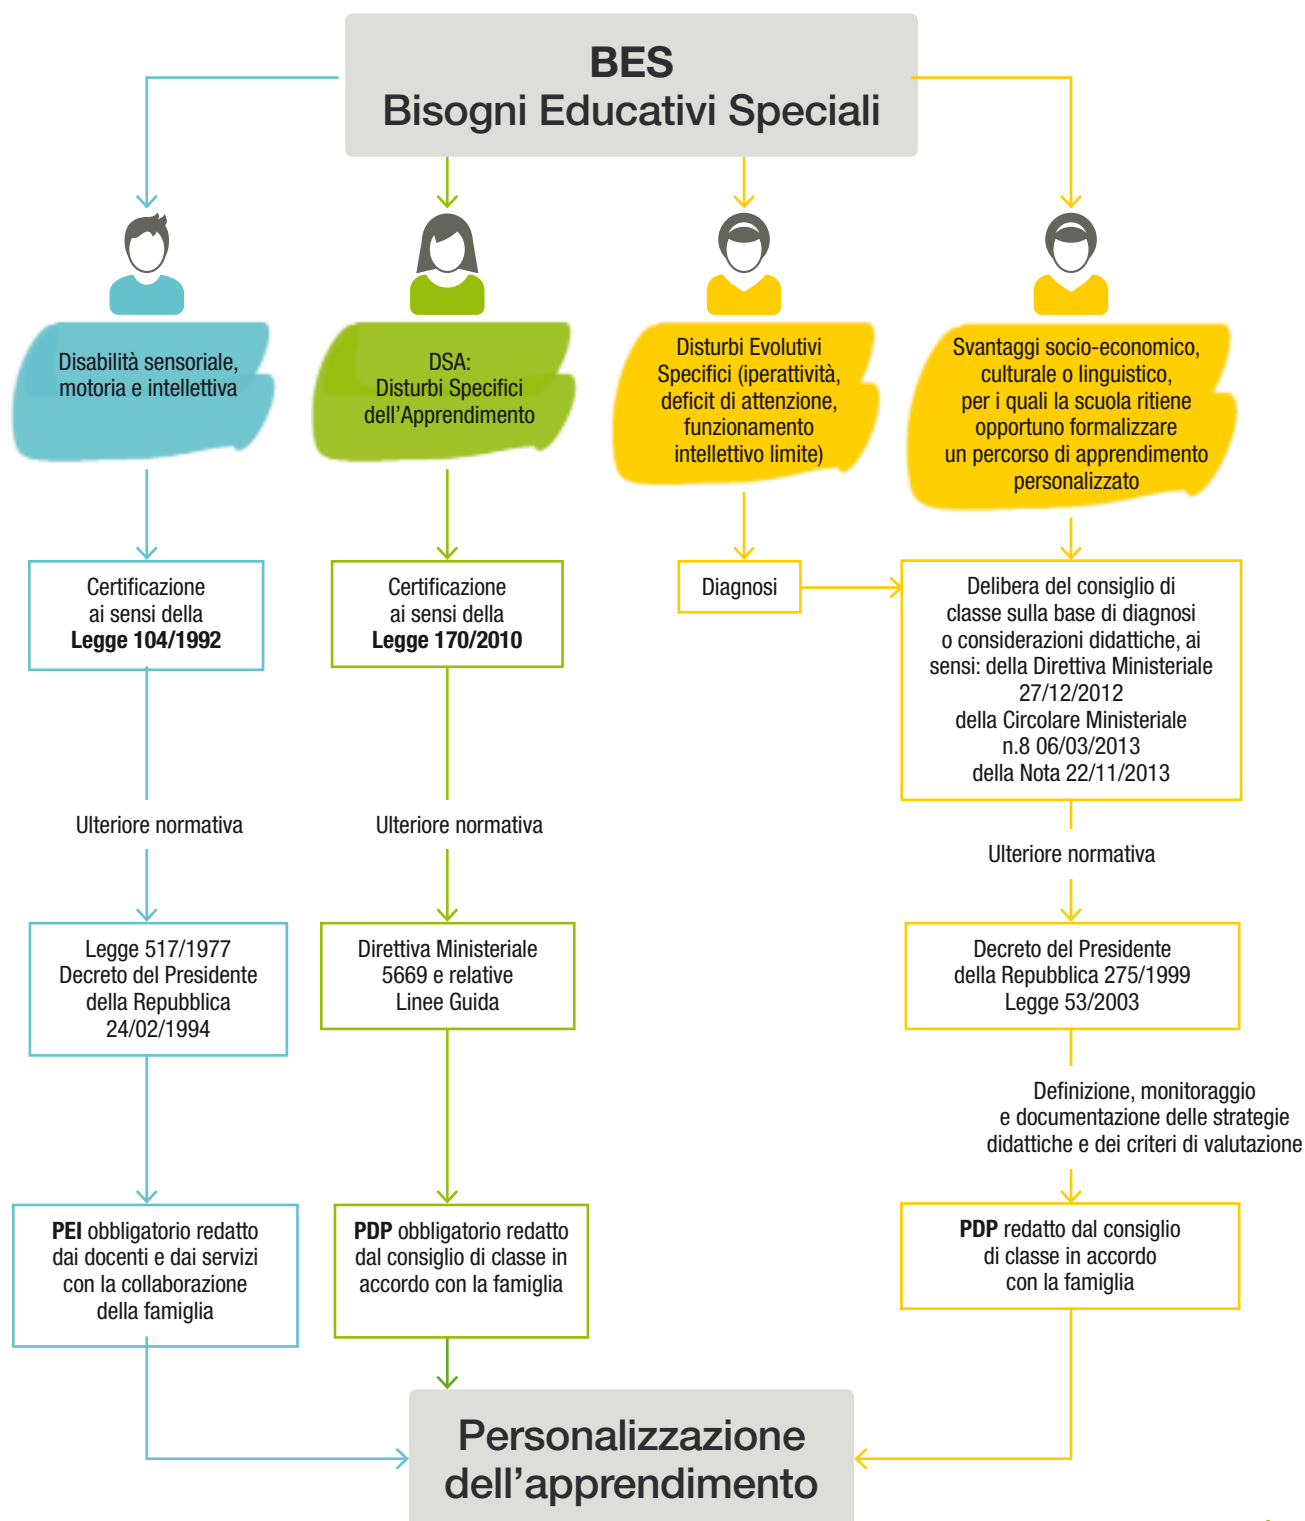 BES
Bisogni Educativi Speciali
Disabilità sensoriale,
motoria e intellettiva
DSA:
Disturbi Specifici
dell’Apprendimento
Disturbi Evolutivi
Specifici (iperattività,
deficit di attenzione,
funzionamento
intellettivo limite)
Svantaggi socio-economico,
culturale o linguistico,
per i quali la scuola ritiene
opportuno formalizzare
un percorso di apprendimento
personalizzato
Certificazione
ai sensi della
Legge 104/1992
Certificazione
ai sensi della
Legge 170/2010
Diagnosi
Delibera del consiglio di
classe sulla base di diagnosi
o considerazioni didattiche, ai
sensi: della Direttiva Ministeriale
27/12/2012
della Circolare Ministeriale
n.8 06/03/2013
della Nota 22/11/2013
Ulteriore normativa
Ulteriore normativa
Ulteriore normativa
Legge 517/1977
Decreto del Presidente
della Repubblica
24/02/1994
Direttiva Ministeriale
5669 e relative
Linee Guida
Decreto del Presidente
della Repubblica 275/1999
Legge 53/2003
Definizione, monitoraggio
e documentazione delle strategie
didattiche e dei criteri di valutazione
PEI obbligatorio redatto
dai docenti e dai servizi
con la collaborazione
della famiglia
PDP obbligatorio redatto
dal consiglio di classe in
accordo con la famiglia
PDP redatto dal consiglio
di classe in accordo
con la famiglia
Personalizzazione
dell’apprendimento